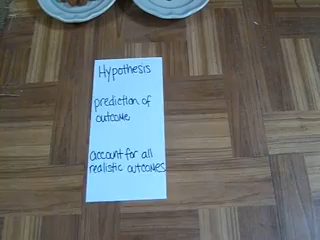 Hypothesis
prediction of
outcome
account for all
realistic outcomes